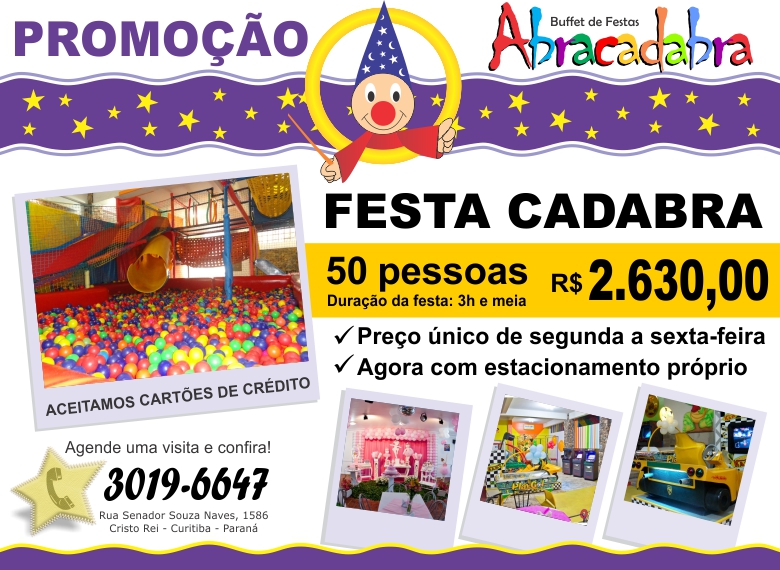 PROMOÇÃO
Buffet de Festas
Abracadabra
FESTA CADABRA
50 pessoas
Duração da festa: 3h e meia
R$ 2.630,00
✓ Preço único de segunda a sexta-feira
✓ Agora com estacionamento próprio
ACEITAMOS CARTÕES DE CRÉDITO
Agende uma visita e confira!
3019-6647
Rua Senador Souza Naves, 1586
Cristo Rei - Curitiba - Paraná